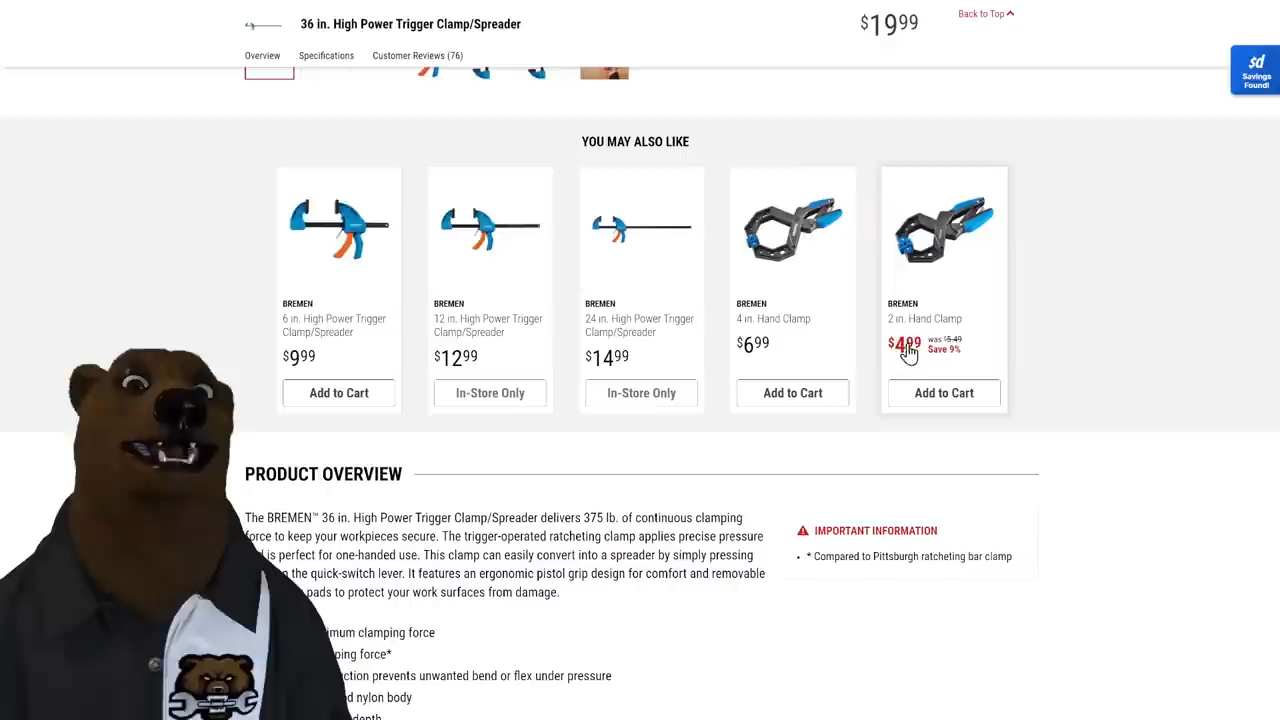 36 in. High Power Trigger Clamp/Spreader
$19.99
Back to Top
Overview Specifications Customer Reviews (76)
$d
Savings
Found!
YOU MAY ALSO LIKE
BREMEN
6 in. High Power Trigger
Clamp/Spreader
$9.99
Add to Cart
BREMEN
12 in. High Power Trigger
Clamp/Spreader
$12.99
In-Store Only
BREMEN
24 in. High Power Trigger
Clamp/Spreader
$14.99
In-Store Only
BREMEN
4 in. Hand Clamp
$6.99
Add to Cart
BREMEN
2 in. Hand Clamp
$4.99 was $5.49
Save 9%
Add to Cart
PRODUCT OVERVIEW
The BREMEN™ 36 in. High Power Trigger Clamp/Spreader delivers 375 lb. of continuous clamping
force to keep your workpieces secure. The trigger-operated ratcheting clamp applies precise pressure
is perfect for one-handed use. This clamp can easily convert into a spreader by simply pressing
the quick-switch lever. It features an ergonomic pistol grip design for comfort and removable
pads to protect your work surfaces from damage.
clamping force
force*
prevents unwanted bend or flex under pressure
nylon body
depth
IMPORTANT INFORMATION
• * Compared to Pittsburgh ratcheting bar clamp